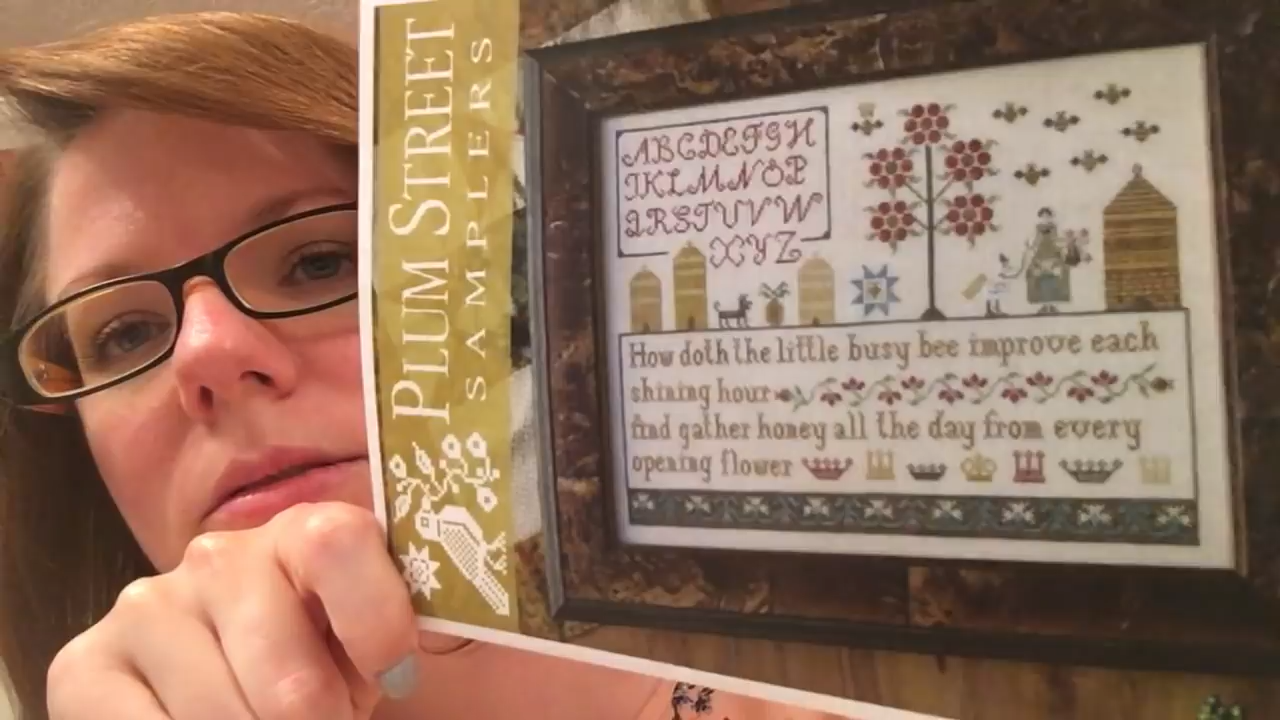 PLUM STREET
SAMPLERS
ABCDEFGH
IKLMNOP
QRSTUVW
XYZ
How doth the little busy bee improve each
shining hour
And gather honey all the day from every
opening flower